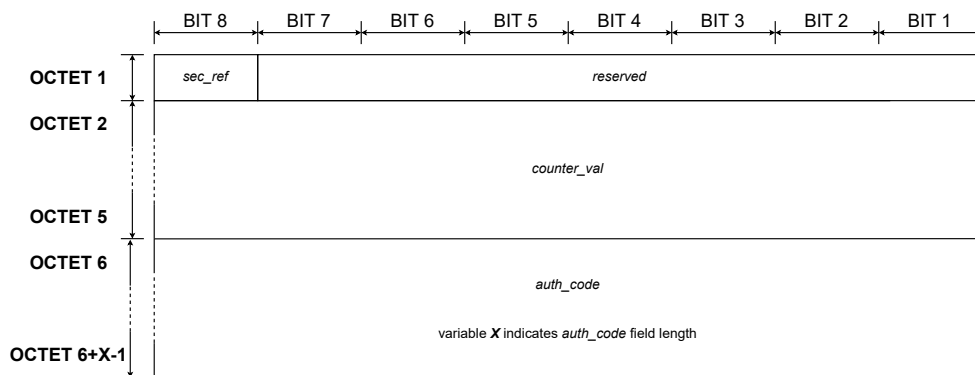 BIT 8 BIT 7 BIT 6 BIT 5 BIT 4 BIT 3 BIT 2 BIT 1
OCTET 1 sec_ref reserved
OCTET 2
counter_val
OCTET 5
OCTET 6
auth_code
variable X indicates auth_code field length
OCTET 6+X-1